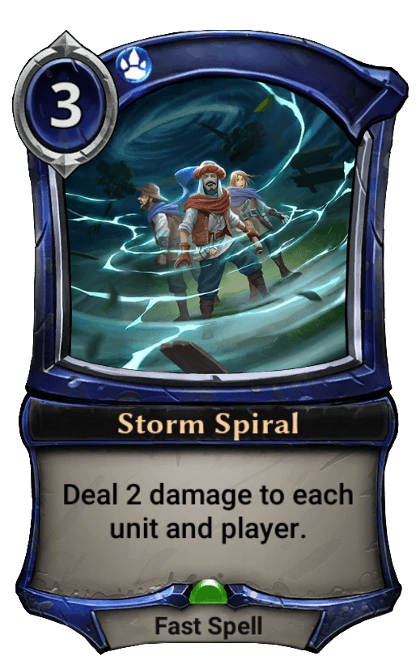 3
Storm Spiral
Deal 2 damage to each
unit and player.
Fast Spell